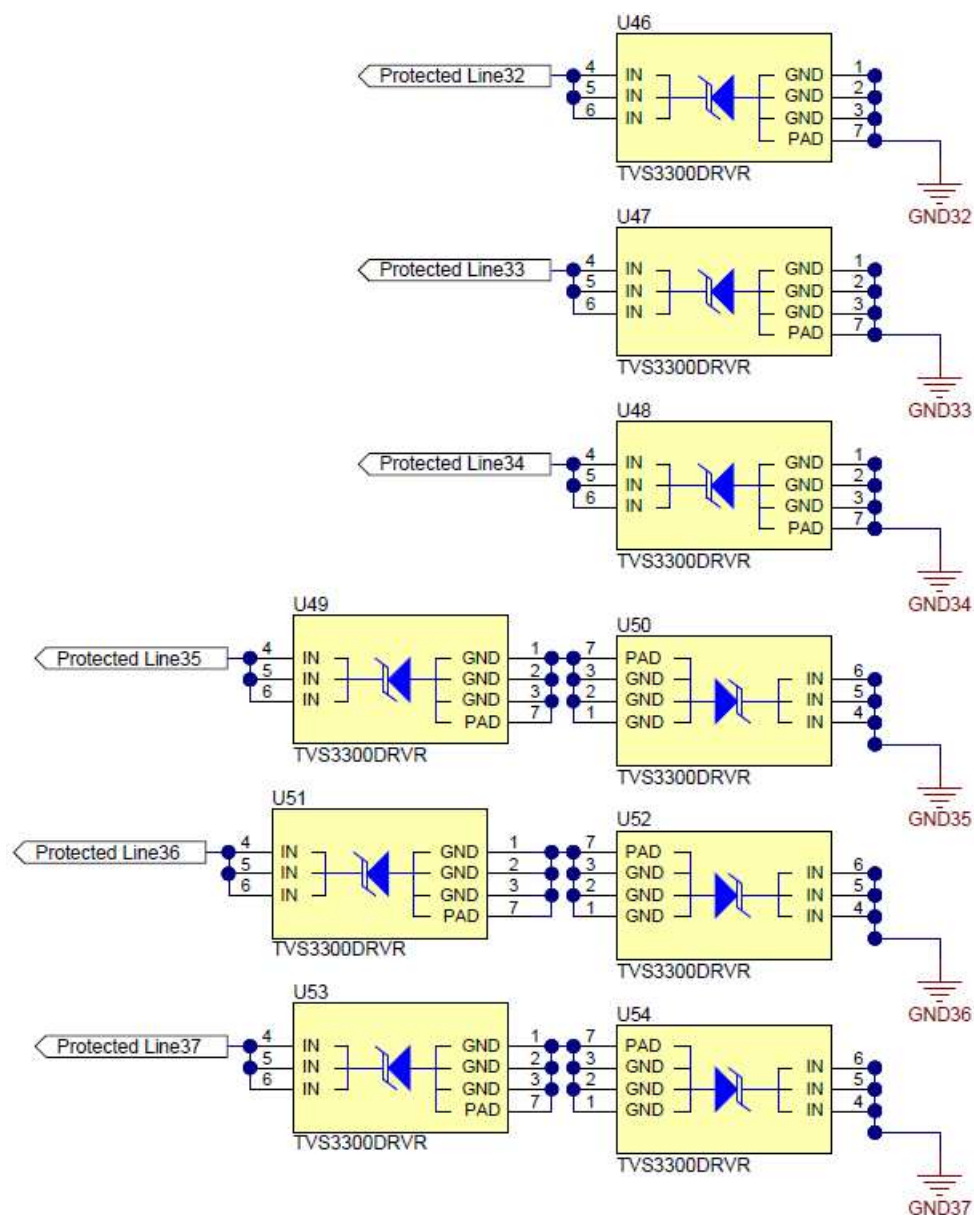 U46
Protected Line32
4 IN GND 1
5 IN GND 2
6 IN GND 3
PAD 7
TVS3300DRVR
GND32
U47
Protected Line33
4 IN GND 1
5 IN GND 2
6 IN GND 3
PAD 7
TVS3300DRVR
GND33
U48
Protected Line34
4 IN GND 1
5 IN GND 2
6 IN GND 3
PAD 7
TVS3300DRVR
GND34
U49
Protected Line35
4 IN GND 1
5 IN GND 2
6 IN GND 3
PAD 7
TVS3300DRVR
U50
7 PAD
3 GND IN 6
2 GND IN 5
1 GND IN 4
TVS3300DRVR
GND35
U51
Protected Line36
4 IN GND 1
5 IN GND 2
6 IN GND 3
PAD 7
TVS3300DRVR
U52
7 PAD
3 GND IN 6
2 GND IN 5
1 GND IN 4
TVS3300DRVR
GND36
U53
Protected Line37
4 IN GND 1
5 IN GND 2
6 IN GND 3
PAD 7
TVS3300DRVR
U54
7 PAD
3 GND IN 6
2 GND IN 5
1 GND IN 4
TVS3300DRVR
GND37